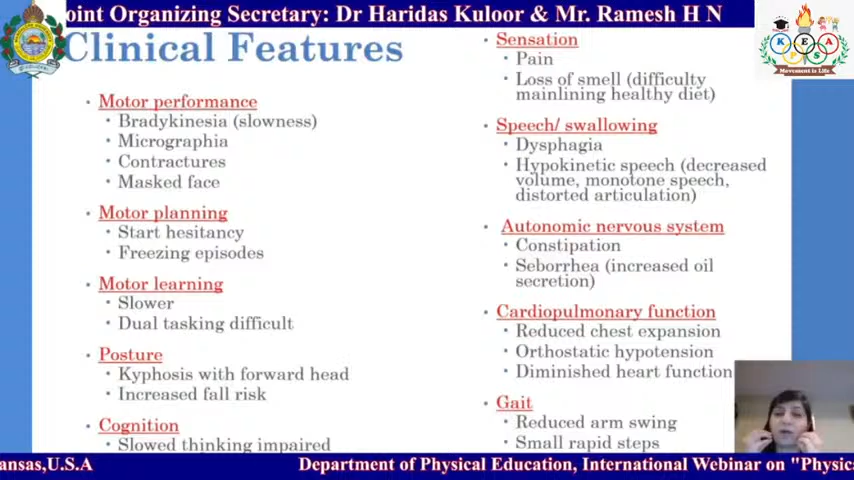 oint Organizing Secretary: Dr Haridas Kuloor & Mr. Ramesh H N
Clinical Features
• Motor performance
• Bradykinesia (slowness)
• Micrographia
• Contractures
• Masked face
• Motor planning
• Start hesitancy
• Freezing episodes
• Motor learning
• Slower
• Dual tasking difficult
• Posture
• Kyphosis with forward head
• Increased fall risk
• Cognition
• Slowed thinking impaired
• Sensation
• Pain
• Loss of smell (difficulty
mainlining healthy diet)
• Speech/ swallowing
• Dysphagia
• Hypokinetic speech (decreased
volume, monotone speech,
distorted articulation)
• Autonomic nervous system
• Constipation
• Seborrhea (increased oil
secretion)
• Cardiopulmonary function
• Reduced chest expansion
• Orthostatic hypotension
• Diminished heart function
• Gait
• Reduced arm swing
• Small rapid steps
K E A
P S
Movement is Life
ansas,U.S.A
Department of Physical Education, International Webinar on "Physica